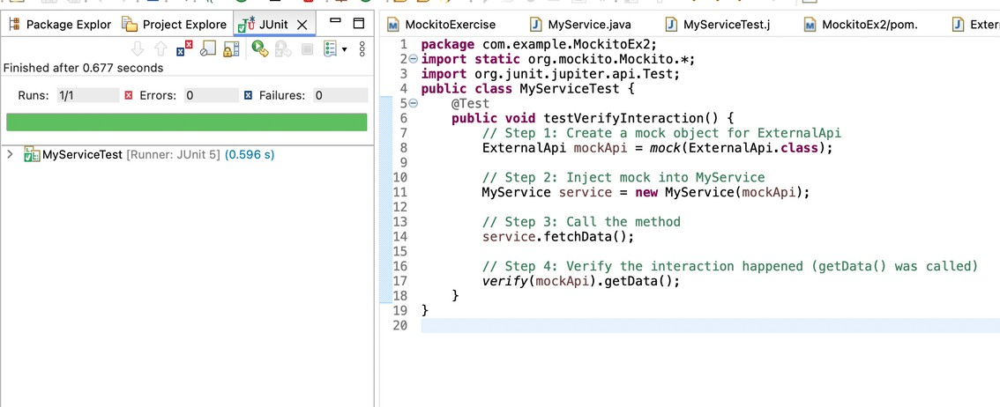 Package Explor
Project Explore
JUnit
Finished after 0.677 seconds
Runs: 1/1
Errors: 0
Failures: 0
MyServiceTest [Runner: JUnit 5] (0.596 s)
MockitoExercise
MyService.java
MyServiceTest.j
MockitoEx2/pom.
Exter
1 package com.example.MockitoEx2;
2 import static org.mockito.Mockito.*;
3 import org.junit.jupiter.api.Test;
4 public class MyServiceTest {
5 @Test
6 public void testVerifyInteraction() {
7 // Step 1: Create a mock object for ExternalApi
8 ExternalApi mockApi = mock(ExternalApi.class);
9
10 // Step 2: Inject mock into MyService
11 MyService service = new MyService(mockApi);
12
13 // Step 3: Call the method
14 service.fetchData();
15
16 // Step 4: Verify the interaction happened (getData() was called)
17 verify(mockApi).getData();
18 }
19 }
20